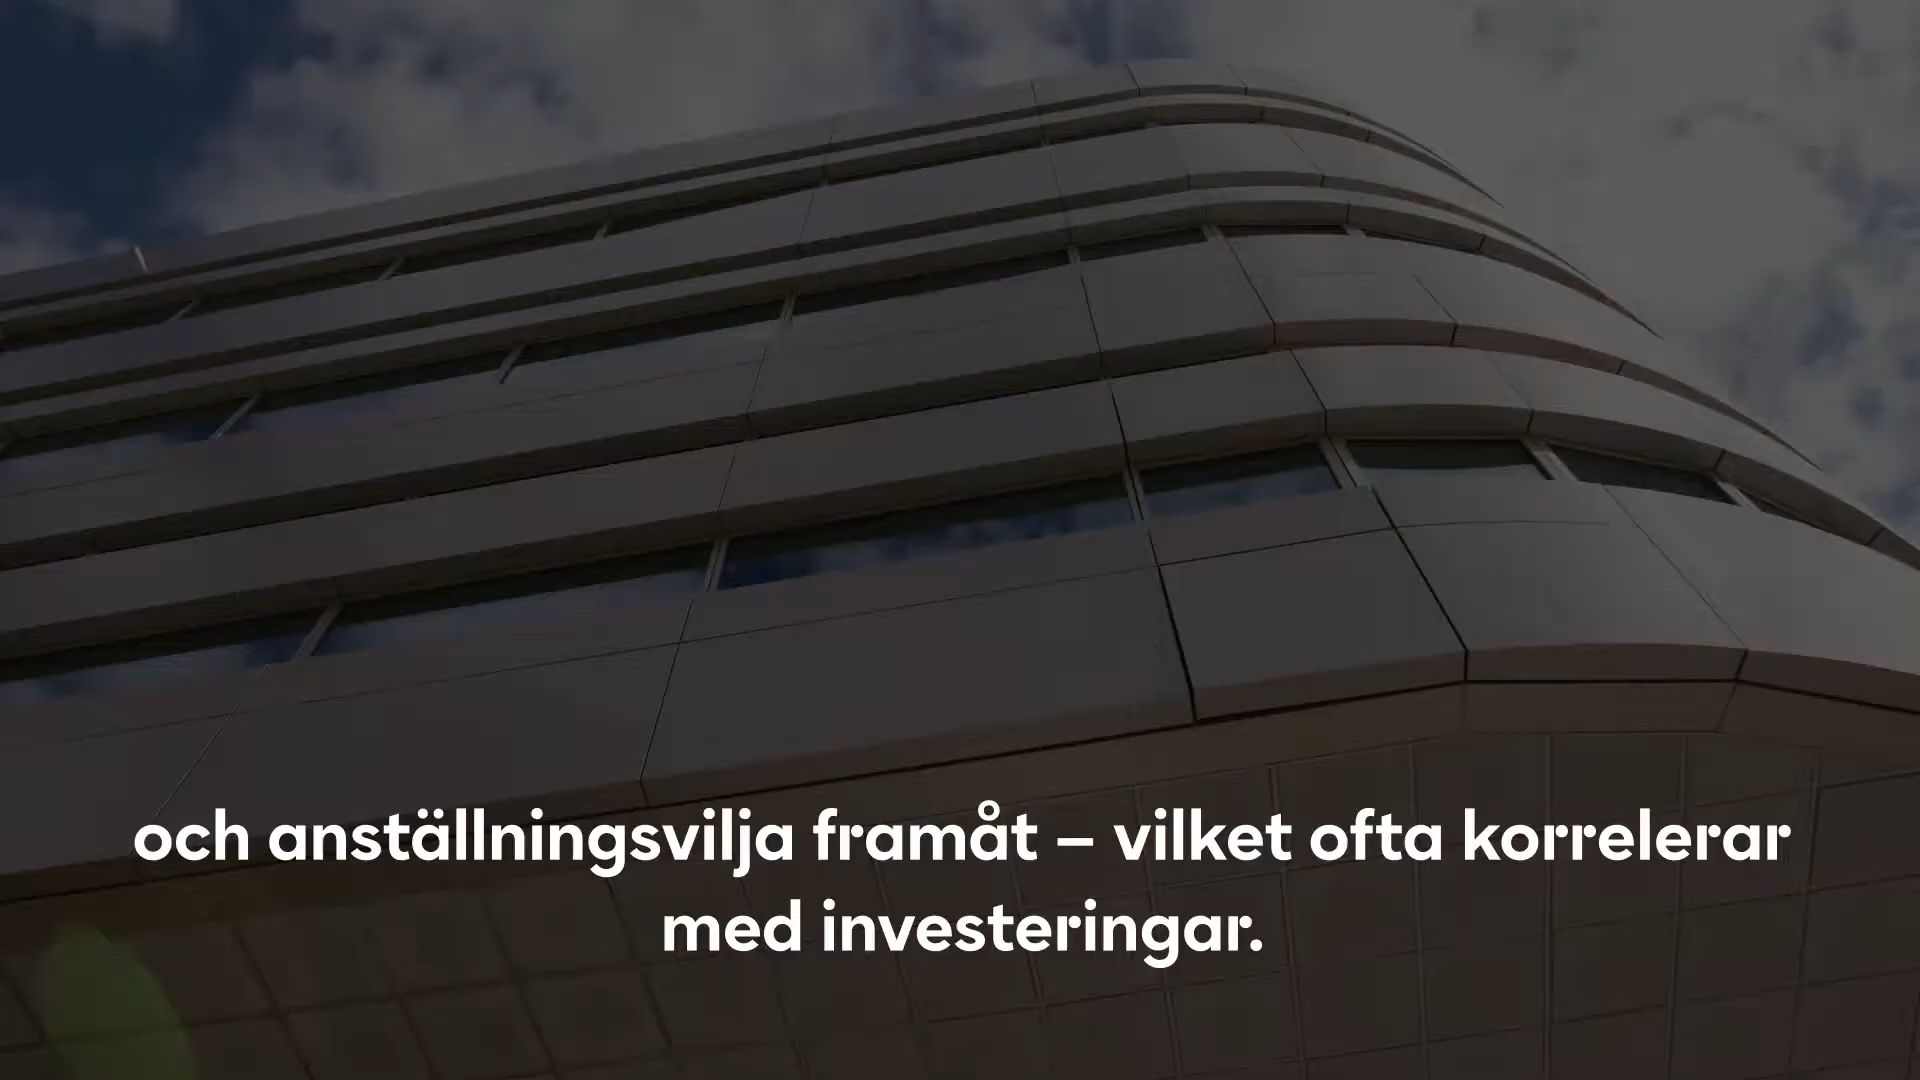 och anställningsvilja framåt – vilket ofta korrelerar
med investeringar.